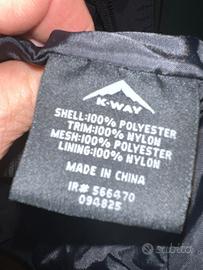 K-WAY
SHELL:100% POLYESTER
TRIM:100% NYLON
MESH:100% POLYESTER
LINING:100% NYLON
MADE IN CHINA
IR# 566470
094825
subito